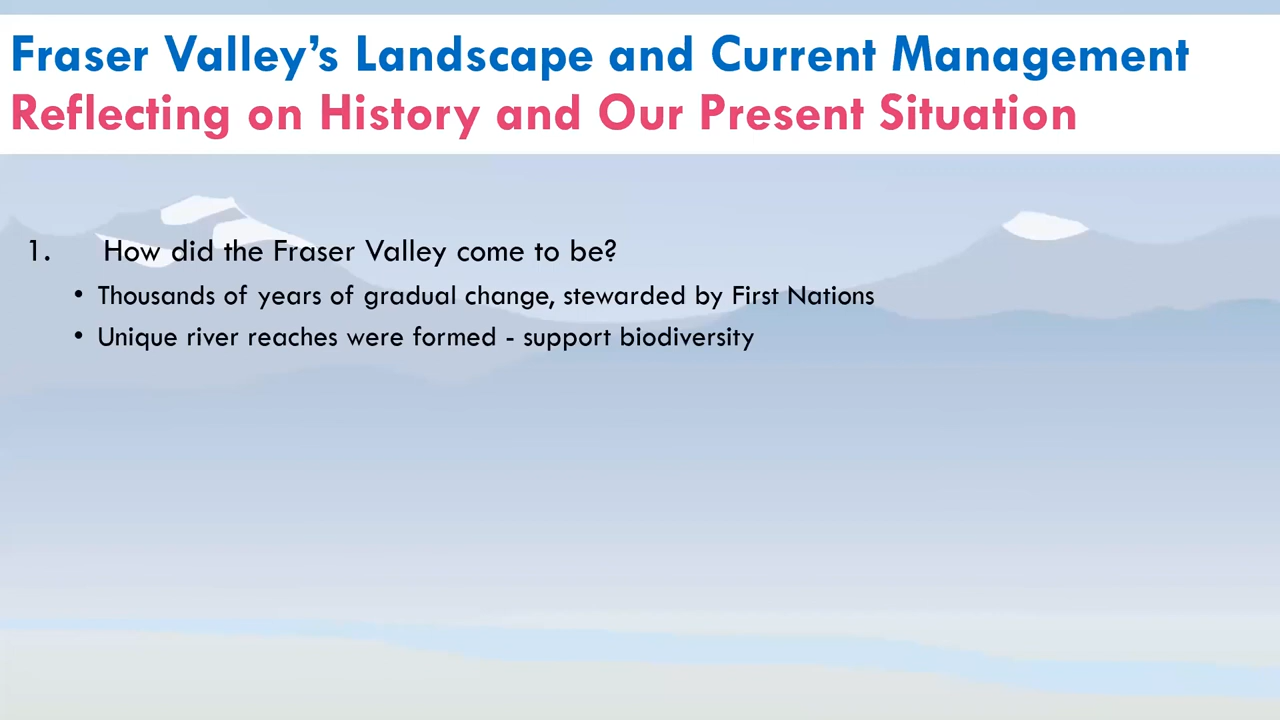 Fraser Valley’s Landscape and Current Management
Reflecting on History and Our Present Situation
1. How did the Fraser Valley come to be?
• Thousands of years of gradual change, stewarded by First Nations
• Unique river reaches were formed - support biodiversity